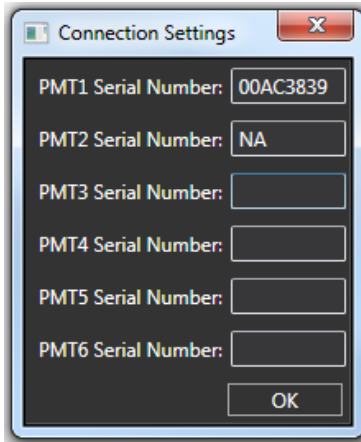 Connection Settings
PMT1 Serial Number: 00AC3839
PMT2 Serial Number: NA
PMT3 Serial Number:
PMT4 Serial Number:
PMT5 Serial Number:
PMT6 Serial Number:
OK